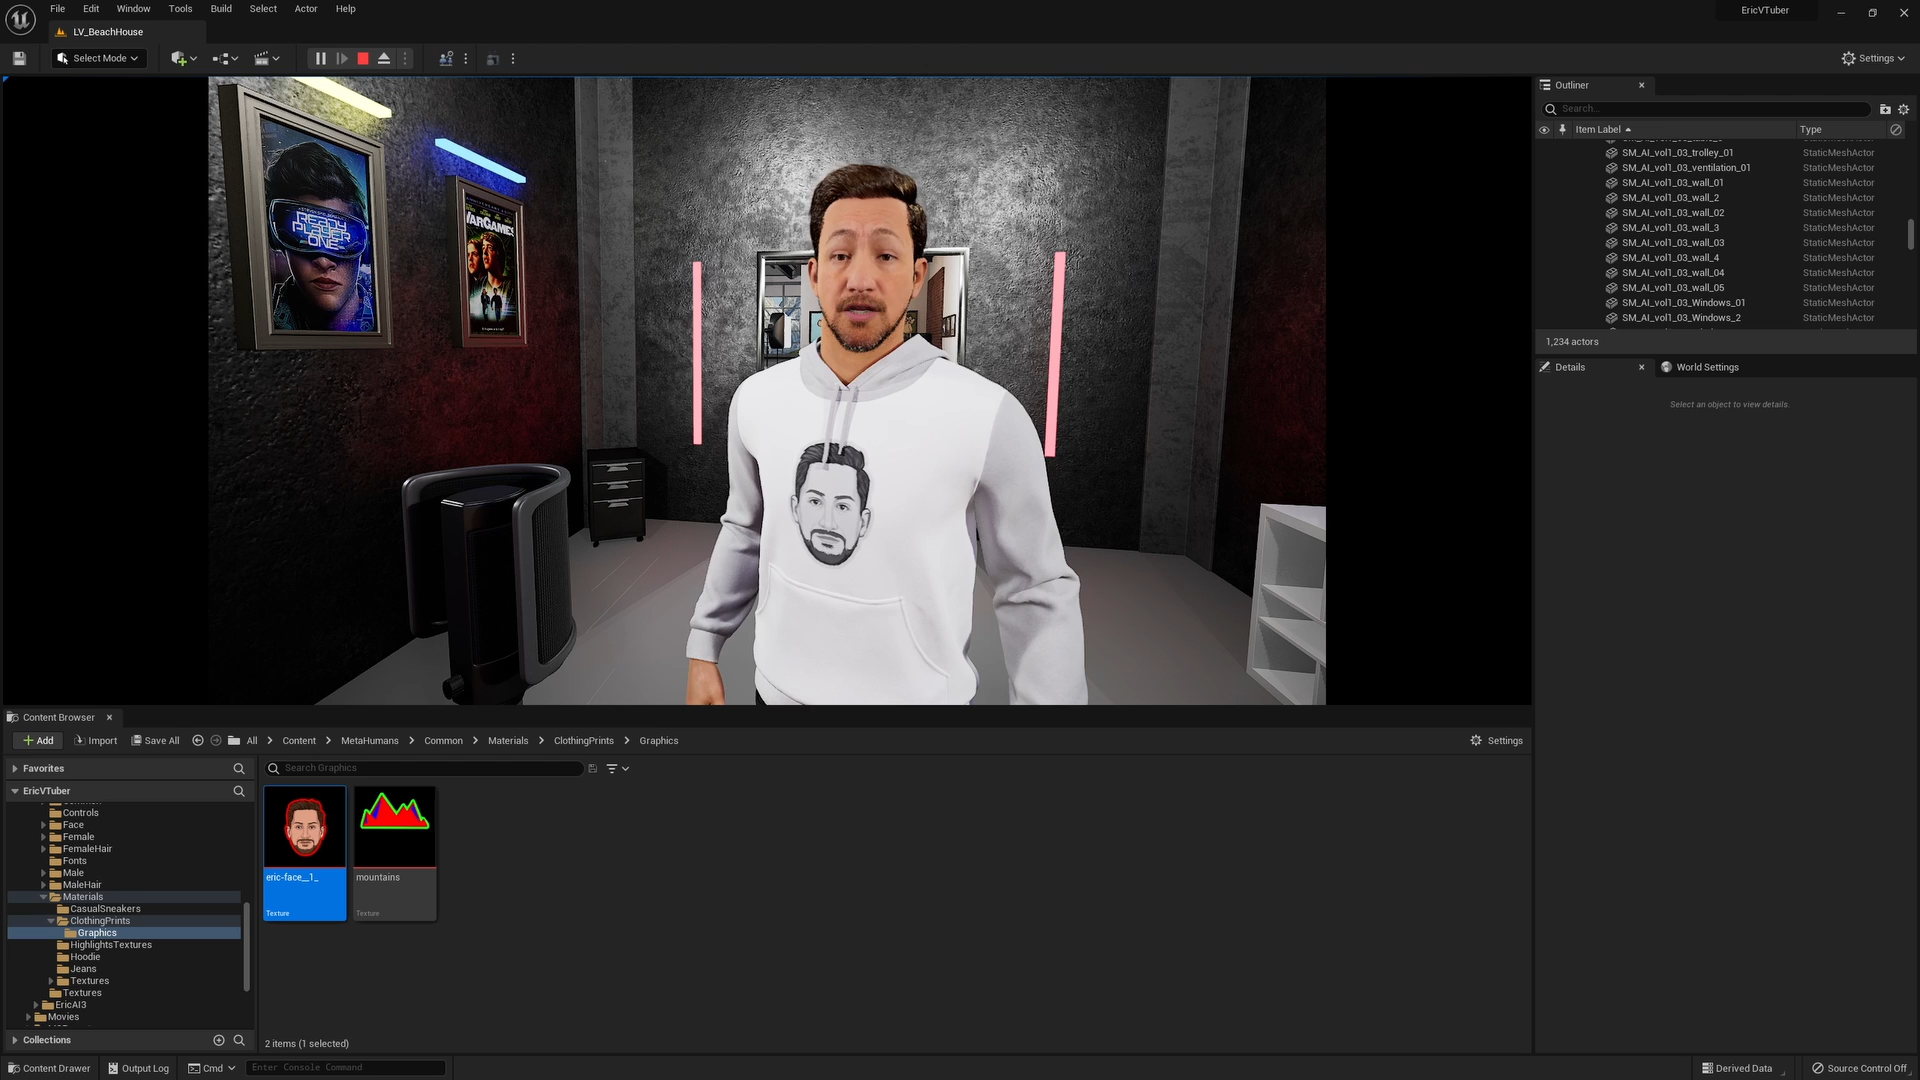 File Edit Window Tools Build Select Actor Help
EricVTuber
LV_BeachHouse
Select Mode
Settings
READY
PLAYER
ONE
WARGAMES
Outliner
Search...
Item Label Type
SM_AI_vol1_03_trolley_01 StaticMeshActor
SM_AI_vol1_03_ventilation_01 StaticMeshActor
SM_AI_vol1_03_wall_01 StaticMeshActor
SM_AI_vol1_03_wall_2 StaticMeshActor
SM_AI_vol1_03_wall_02 StaticMeshActor
SM_AI_vol1_03_wall_3 StaticMeshActor
SM_AI_vol1_03_wall_03 StaticMeshActor
SM_AI_vol1_03_wall_4 StaticMeshActor
SM_AI_vol1_03_wall_04 StaticMeshActor
SM_AI_vol1_03_wall_05 StaticMeshActor
SM_AI_vol1_03_Windows_01 StaticMeshActor
SM_AI_vol1_03_Windows_2 StaticMeshActor
1,234 actors
Details World Settings
Select an object to view details.
Content Browser
Add Import Save All All Content MetaHumans Common Materials ClothingPrints Graphics Settings
Favorites
EricVTuber
Controls
Face
Female
FemaleHair
Fonts
Male
MaleHair
Materials
CasualSneakers
ClothingPrints
Graphics
HighlightsTextures
Hoodie
Jeans
Textures
Textures
EricAI3
Movies
Collections
Search Graphics
eric-face__1_
Texture
mountains
Texture
2 items (1 selected)
Content Drawer Output Log Cmd Enter Console Command Derived Data Source Control Off